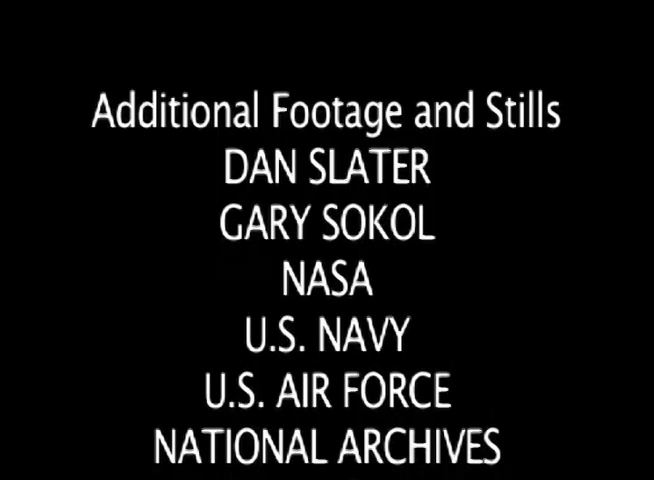 Additional Footage and Stills
DAN SLATER
GARY SOKOL
NASA
U.S. NAVY
U.S. AIR FORCE
NATIONAL ARCHIVES